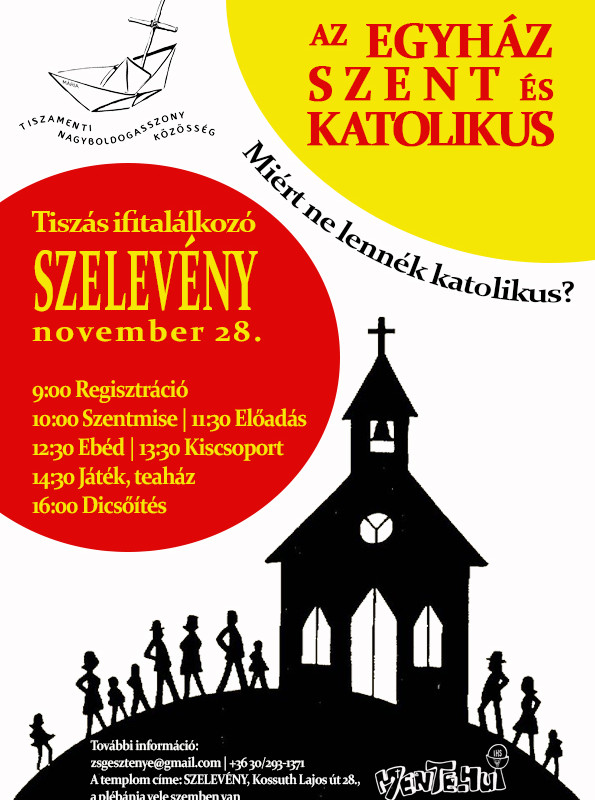 MÁRIA
TISZAMENTI
NAGYBOLDOGASSZONY
KÖZÖSSÉG
AZ EGYHÁZ
SZENT ÉS
KATOLIKUS
Miért ne lennék katolikus?
Tiszás ifitalálkozó
SZELEVÉNY
november 28.
9:00 Regisztráció
10:00 Szentmise | 11:30 Előadás
12:30 Ebéd | 13:30 Kiscsoport
14:30 Játék, teaház
16:00 Dicsőítés
További információ:
zsgesztenye@gmail.com | +36 30/293-1371
A templom címe: SZELEVÉNY, Kossuth Lajos út 28.,
a plébánia vele szemben van
IHS